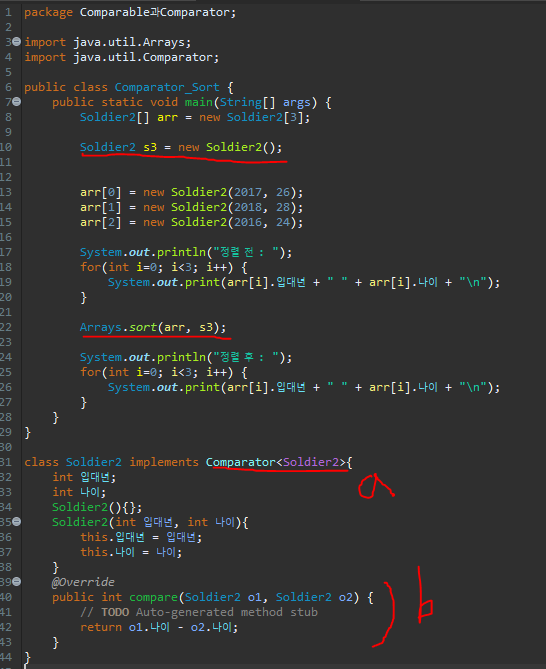 1 package Comparable과Comparator;
2
3 import java.util.Arrays;
4 import java.util.Comparator;
5
6 public class Comparator_Sort {
7 public static void main(String[] args) {
8 Soldier2[] arr = new Soldier2[3];
9
10 Soldier2 s3 = new Soldier2();
11
12
13 arr[0] = new Soldier2(2017, 26);
14 arr[1] = new Soldier2(2018, 28);
15 arr[2] = new Soldier2(2016, 24);
16
17 System.out.println("정렬 전 : ");
18 for(int i=0; i<3; i++) {
19 System.out.print(arr[i].입대년 + " " + arr[i].나이 + "\n");
20 }
21
22 Arrays.sort(arr, s3);
23
24 System.out.println("정렬 후 : ");
25 for(int i=0; i<3; i++) {
26 System.out.print(arr[i].입대년 + " " + arr[i].나이 + "\n");
27 }
28 }
29 }
30
31 class Soldier2 implements Comparator<Soldier2>{
32 int 입대년;
a
33 int 나이;
34 Soldier2(){};
35 Soldier2(int 입대년, int 나이){
36 this.입대년 = 입대년;
37 this.나이 = 나이;
38 }
39 @Override
40 public int compare(Soldier2 o1, Soldier2 o2) {
b
41 // TODO Auto-generated method stub
42 return o1.나이 - o2.나이;
43 }
44 }